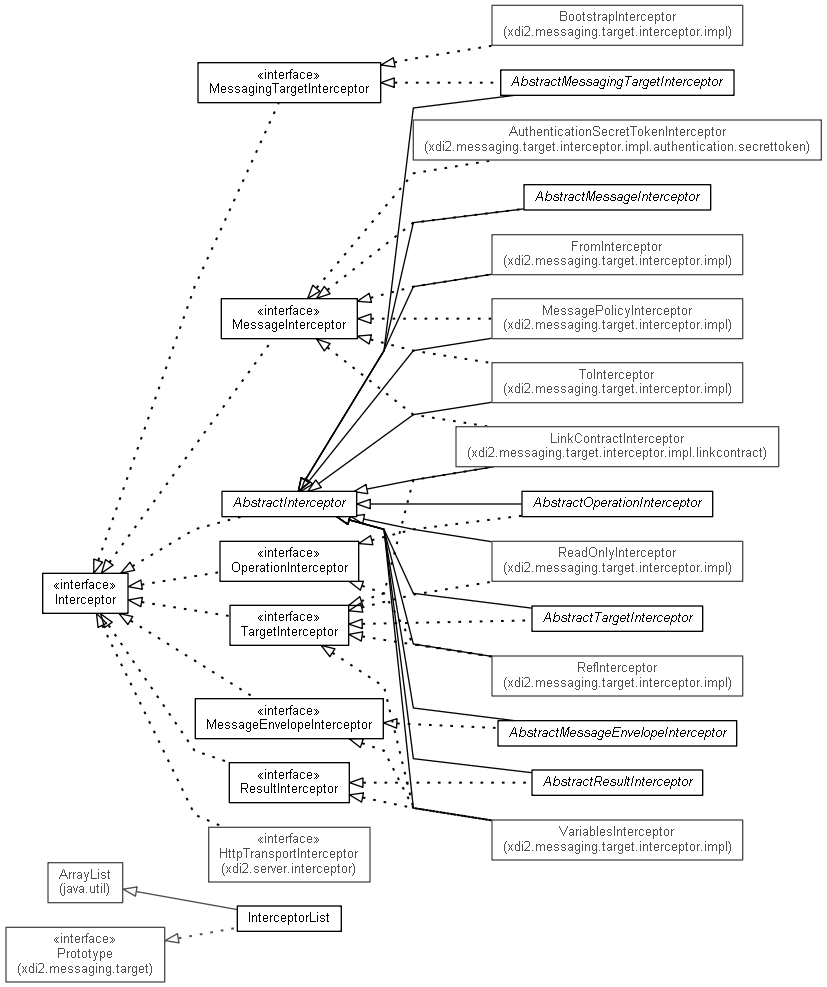 BootstrapInterceptor
(xdi2.messaging.target.interceptor.impl)
«interface»
MessagingTargetInterceptor
AbstractMessagingTargetInterceptor
AuthenticationSecretTokenInterceptor
(xdi2.messaging.target.interceptor.impl.authentication.secrettoken)
AbstractMessageInterceptor
FromInterceptor
(xdi2.messaging.target.interceptor.impl)
«interface»
MessageInterceptor
MessagePolicyInterceptor
(xdi2.messaging.target.interceptor.impl)
ToInterceptor
(xdi2.messaging.target.interceptor.impl)
LinkContractInterceptor
(xdi2.messaging.target.interceptor.impl.linkcontract)
AbstractInterceptor
AbstractOperationInterceptor
«interface»
OperationInterceptor
ReadOnlyInterceptor
(xdi2.messaging.target.interceptor.impl)
«interface»
Interceptor
«interface»
TargetInterceptor
AbstractTargetInterceptor
RefInterceptor
(xdi2.messaging.target.interceptor.impl)
«interface»
MessageEnvelopeInterceptor
AbstractMessageEnvelopeInterceptor
«interface»
ResultInterceptor
AbstractResultInterceptor
VariablesInterceptor
(xdi2.messaging.target.interceptor.impl)
«interface»
HttpTransportInterceptor
(xdi2.server.interceptor)
ArrayList
(java.util)
InterceptorList
«interface»
Prototype
(xdi2.messaging.target)